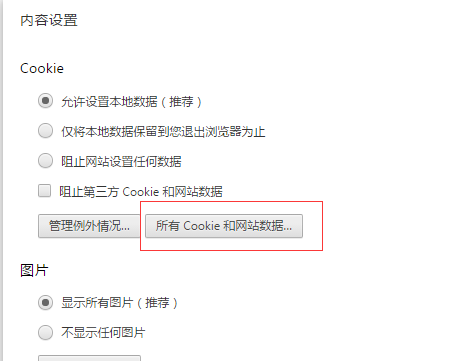 内容设置
Cookie
允许设置本地数据（推荐）
仅将本地数据保留到您退出浏览器为止
阻止网站设置任何数据
阻止第三方 Cookie 和网站数据
管理例外情况... 所有 Cookie 和网站数据...
图片
显示所有图片（推荐）
不显示任何图片